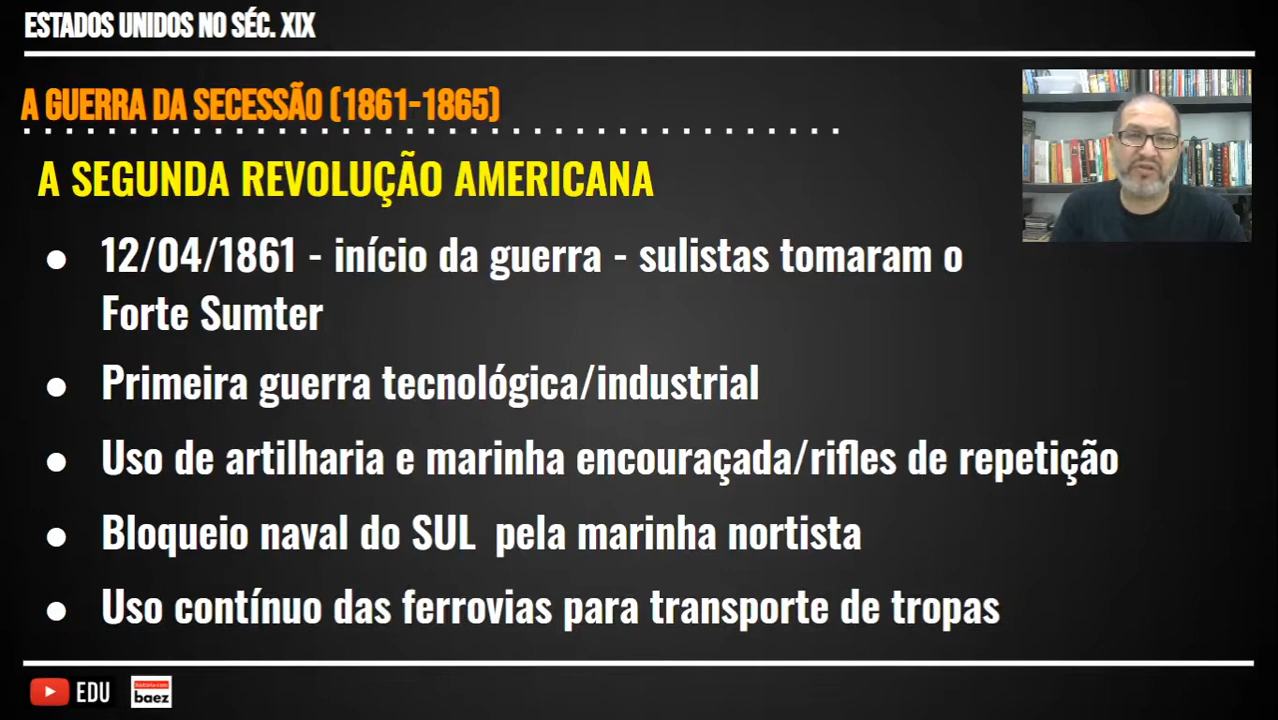 ESTADOS UNIDOS NO SÉC. XIX
A GUERRA DA SECESSÃO (1861-1865)
A SEGUNDA REVOLUÇÃO AMERICANA
● 12/04/1861 - início da guerra - sulistas tomaram o
Forte Sumter
● Primeira guerra tecnológica/industrial
● Uso de artilharia e marinha encouraçada/rifles de repetição
● Bloqueio naval do SUL pela marinha nortista
● Uso contínuo das ferrovias para transporte de tropas
EDU
baez